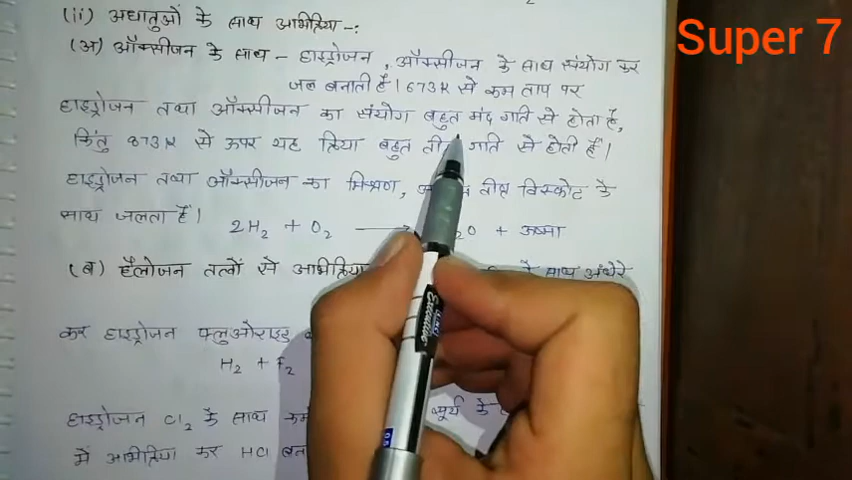 Super 7
(ii) अधातुओं के साथ अभिक्रिया -:
(अ) ऑक्सीजन के साथ - हाइड्रोजन, ऑक्सीजन के साथ संयोग कर
जल बनाती है। 673K से कम ताप पर
हाइड्रोजन तथा ऑक्सीजन का संयोग बहुत मंद गति से होता है,
किंतु 873K से ऊपर यह क्रिया बहुत गति से होती है।
हाइड्रोजन तथा ऑक्सीजन का मिश्रण, तीव्र विस्फोट के
साथ जलता है।
2H₂ + O₂ → O + ऊष्मा
(ब) हैलोजन तत्वों से अभिक्रिया के साथ अंधेरे
कर हाइड्रोजन फ्लुओराइड
H₂ + F₂
हाइड्रोजन Cl₂ के साथ सूर्य के
में अभिक्रिया कर HCl